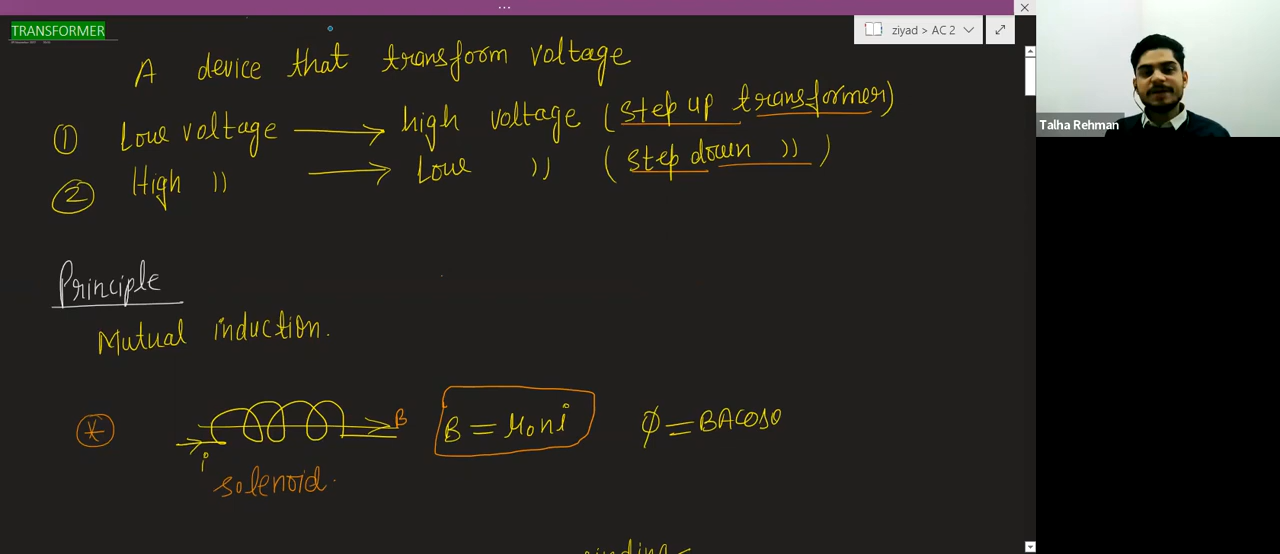 TRANSFORMER
ziyad > AC 2
A device that transform voltage
① Low voltage → high voltage (step up transformer)
② High ” → Low ” (step down ”)
Talha Rehman
Principle
Mutual induction.
B
B = μ₀ni
φ = BACOSθ
i
solenoid.